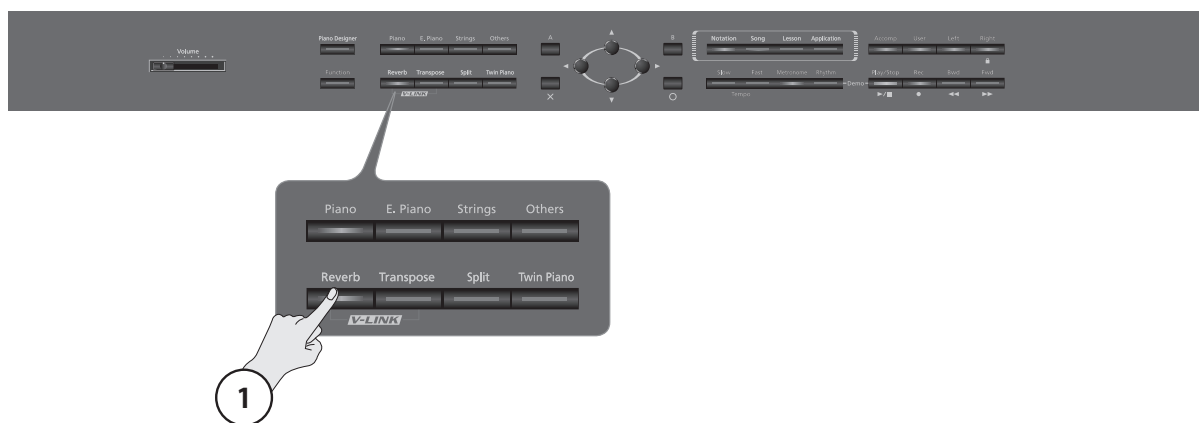 Volume
Piano Designer
Piano E. Piano Strings Others
A
B
Notation Song Lesson Application
Accomp User Left Right
Function
Reverb Transpose Split Twin Piano
V-LINK
Slow Fast Metronome Rhythm
Tempo
Demo
Play/Stop Rec Bwd Fwd
Piano E. Piano Strings Others
Reverb Transpose Split Twin Piano
V-LINK
1